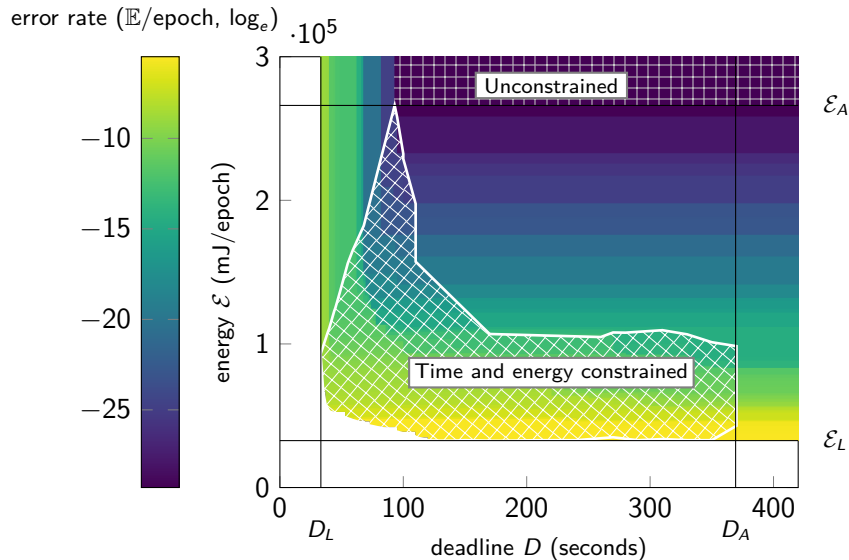 error rate (𝔼/epoch, logₑ)
−10
−15
−20
−25
·10⁵
3
2
1
0
energy ℰ (mJ/epoch)
Unconstrained
Time and energy constrained
ℰ_A
ℰ_L
0 100 200 300 400
D_L D_A
deadline D (seconds)